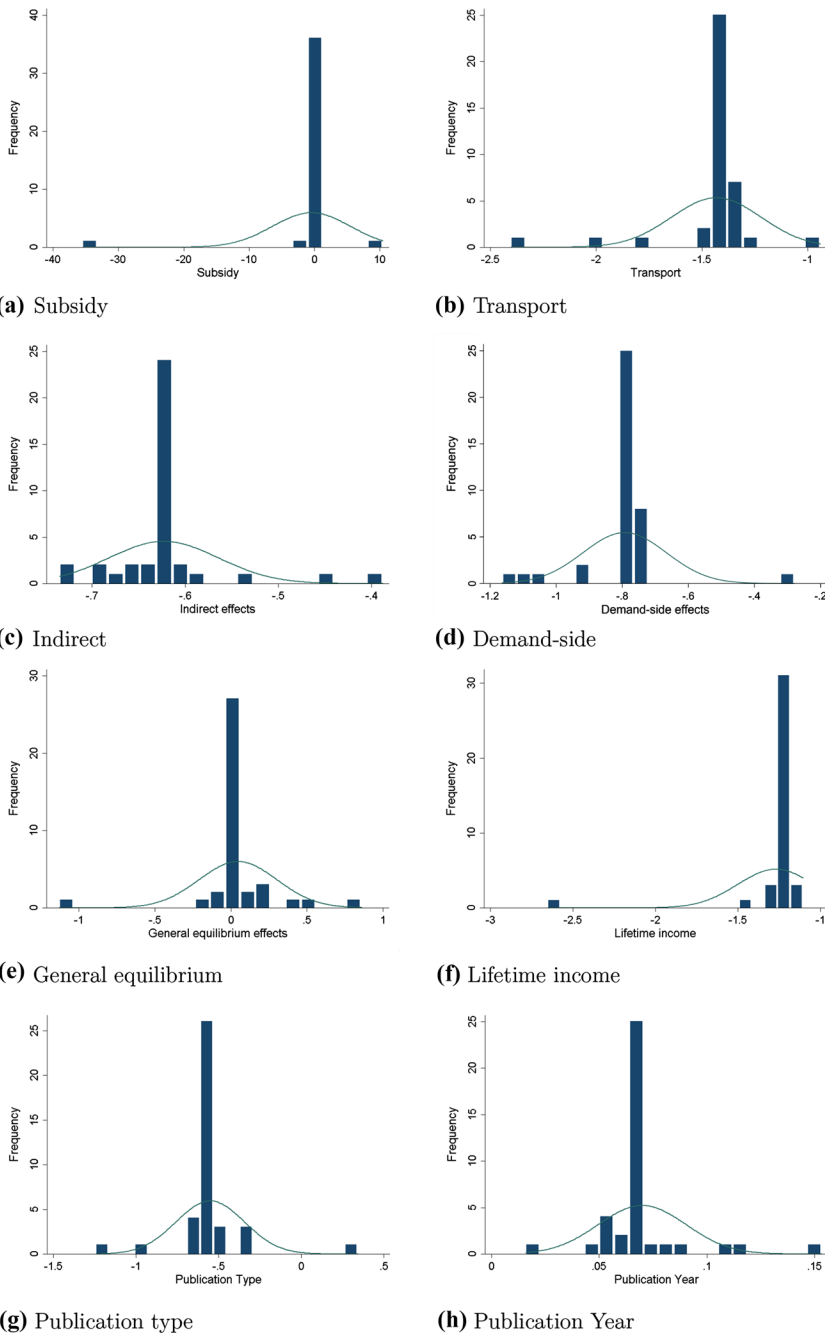 Frequency
40
30
20
10
0
-40 -30 -20 -10 0 10
Subsidy
(a) Subsidy
Frequency
25
20
15
10
5
0
-2.5 -2 -1.5 -1
Transport
(b) Transport
Frequency
25
20
15
10
5
0
-.7 -.6 -.5 -.4
Indirect effects
(c) Indirect
Frequency
25
20
15
10
5
0
-1.2 -1 -.8 -.6 -.4 -.2
Demand-side effects
(d) Demand-side
Frequency
30
20
10
0
-1 -.5 0 .5 1
General equilibrium effects
(e) General equilibrium
Frequency
30
20
10
0
-3 -2.5 -2 -1.5 -1
Lifetime income
(f) Lifetime income
Frequency
25
20
15
10
5
0
-1.5 -1 -.5 0 .5
Publication Type
(g) Publication type
Frequency
25
20
15
10
5
0
0 .05 .1 .15
Publication Year
(h) Publication Year